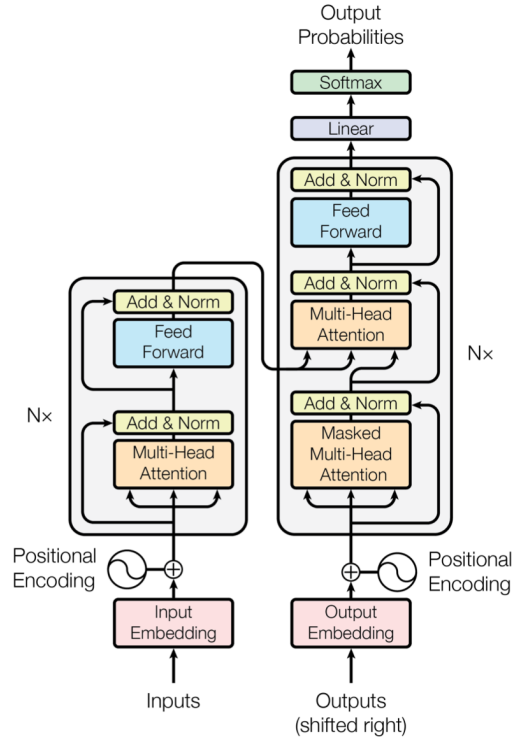 Output
Probabilities
Softmax
Linear
Add & Norm
Feed
Forward
Add & Norm
Multi-Head
Attention
Add & Norm
Masked
Multi-Head
Attention
N×
Add & Norm
Feed
Forward
Add & Norm
Multi-Head
Attention
N×
Positional
Encoding
Positional
Encoding
Input
Embedding
Output
Embedding
Inputs
Outputs
(shifted right)